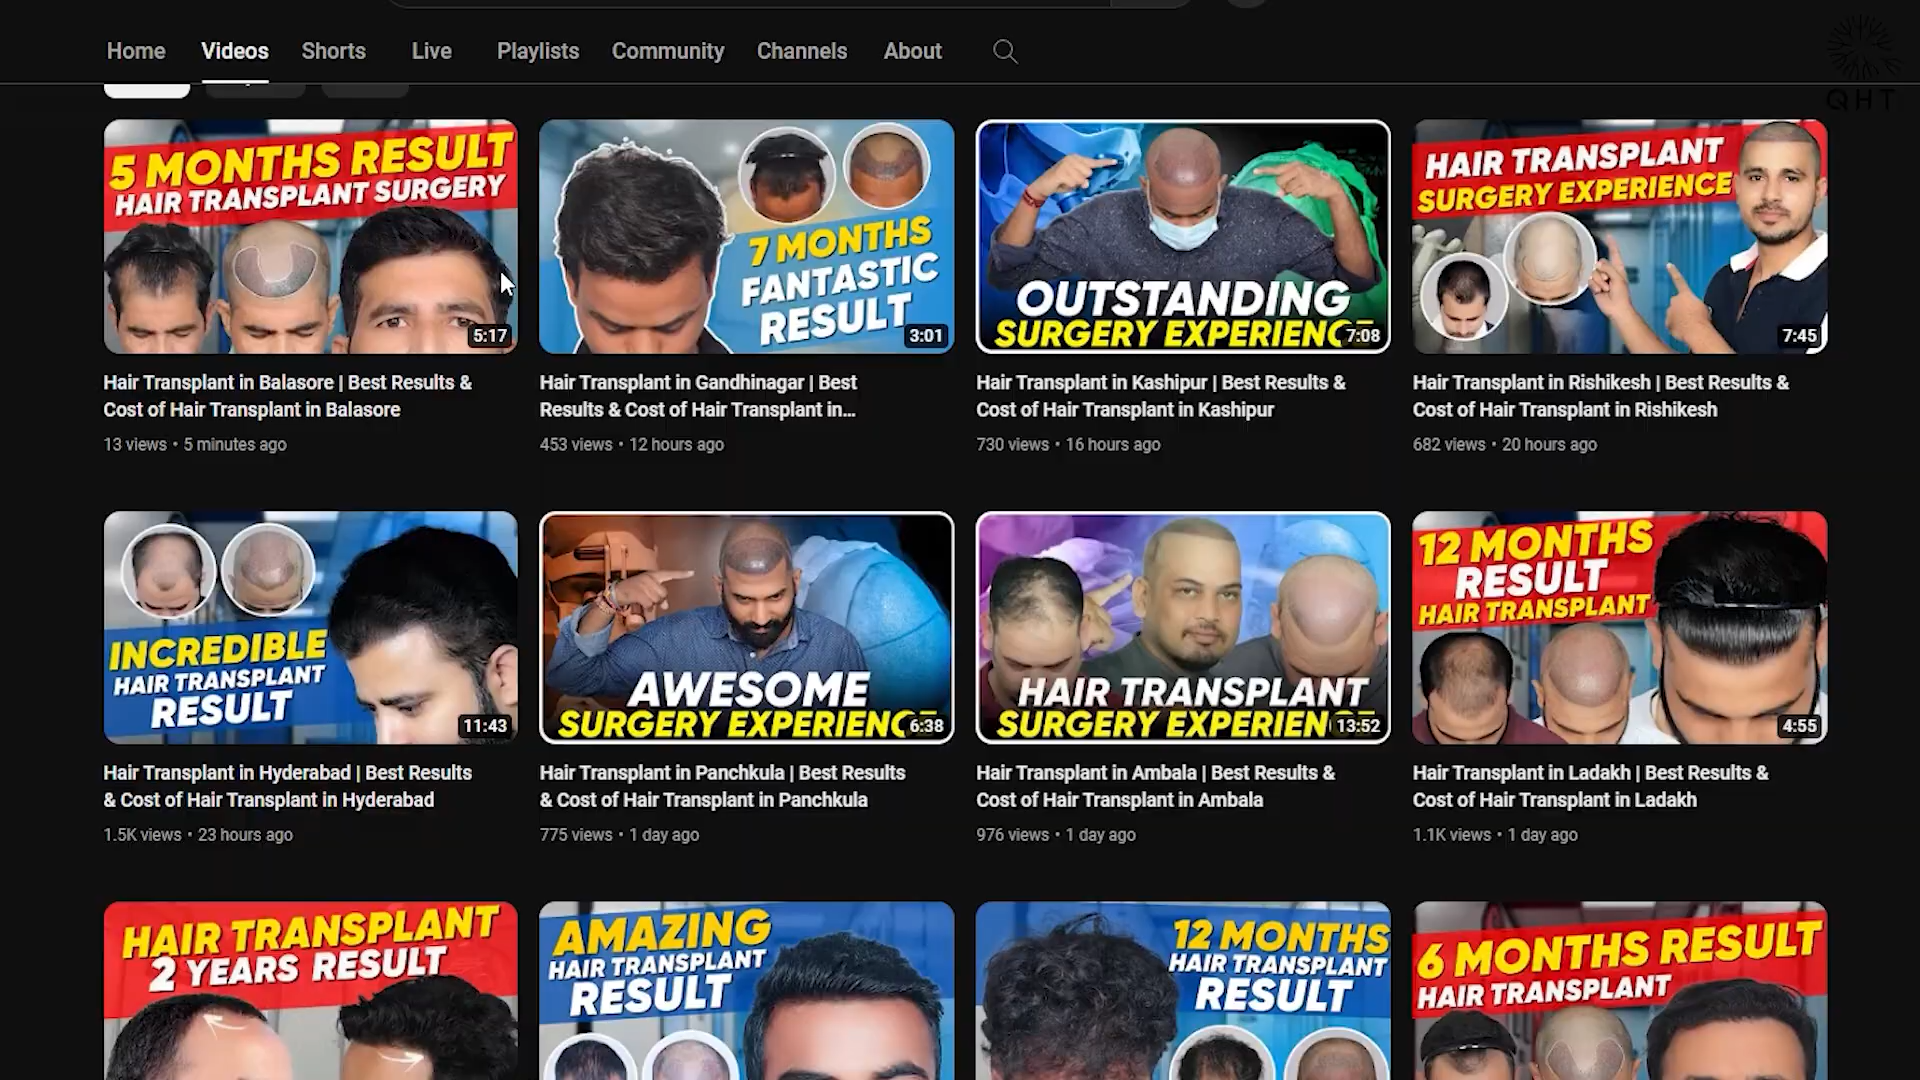 Home Videos Shorts Live Playlists Community Channels About
QHT
5 MONTHS RESULT
HAIR TRANSPLANT SURGERY
5:17
7 MONTHS
FANTASTIC
RESULT
3:01
OUTSTANDING
SURGERY EXPERIENC
7:08
HAIR TRANSPLANT
SURGERY EXPERIENCE
7:45
Hair Transplant in Balasore | Best Results &
Cost of Hair Transplant in Balasore
13 views • 5 minutes ago
Hair Transplant in Gandhinagar | Best
Results & Cost of Hair Transplant in...
453 views • 12 hours ago
Hair Transplant in Kashipur | Best Results &
Cost of Hair Transplant in Kashipur
730 views • 16 hours ago
Hair Transplant in Rishikesh | Best Results &
Cost of Hair Transplant in Rishikesh
682 views • 20 hours ago
INCREDIBLE
HAIR TRANSPLANT
RESULT
11:43
AWESOME
SURGERY EXPERIENC
6:38
HAIR TRANSPLANT
SURGERY EXPERIEN
13:52
12 MONTHS
RESULT
HAIR TRANSPLANT
4:55
Hair Transplant in Hyderabad | Best Results
& Cost of Hair Transplant in Hyderabad
1.5K views • 23 hours ago
Hair Transplant in Panchkula | Best Results
& Cost of Hair Transplant in Panchkula
775 views • 1 day ago
Hair Transplant in Ambala | Best Results &
Cost of Hair Transplant in Ambala
976 views • 1 day ago
Hair Transplant in Ladakh | Best Results &
Cost of Hair Transplant in Ladakh
1.1K views • 1 day ago
HAIR TRANSPLANT
2 YEARS RESULT
AMAZING
HAIR TRANSPLANT
RESULT
12 MONTHS
HAIR TRANSPLANT
RESULT
6 MONTHS RESULT
HAIR TRANSPLANT